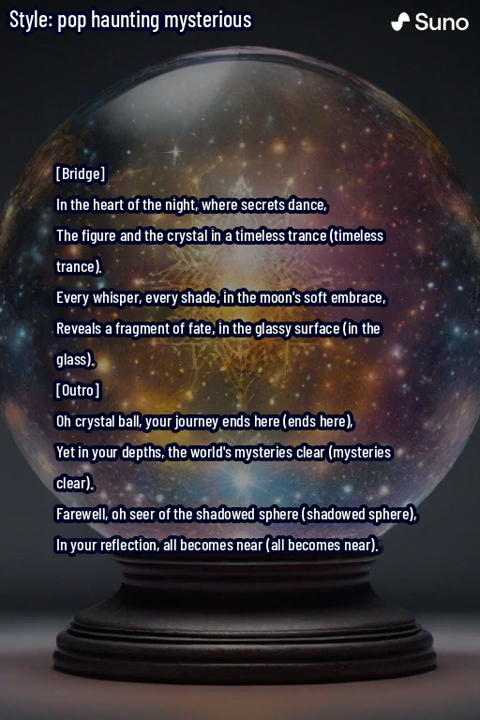 Style: pop haunting mysterious
Suno
[Bridge]
In the heart of the night, where secrets dance,
The figure and the crystal in a timeless trance (timeless
trance).
Every whisper, every shade, in the moon's soft embrace,
Reveals a fragment of fate, in the glassy surface (in the
glass).
[Outro]
Oh crystal ball, your journey ends here (ends here),
Yet in your depths, the world's mysteries clear (mysteries
clear).
Farewell, oh seer of the shadowed sphere (shadowed sphere),
In your reflection, all becomes near (all becomes near).